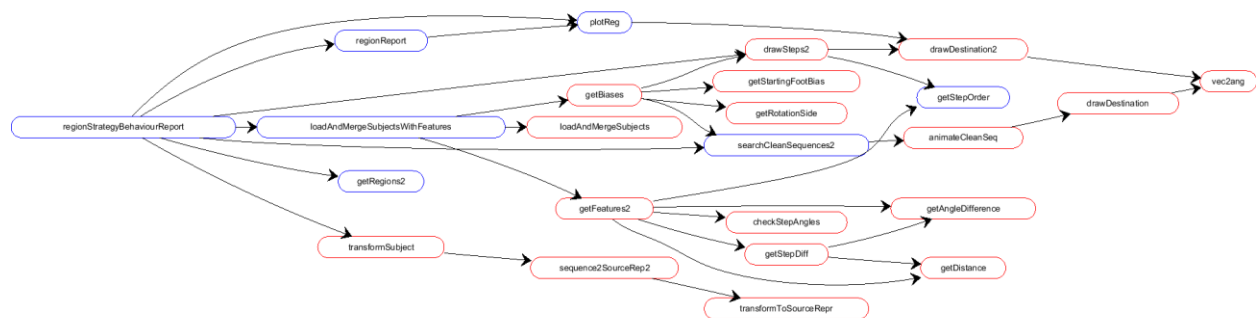 plotReg
regionReport
drawSteps2
drawDestination2
getStartingFootBias
vec2ang
getBiases
getStepOrder
drawDestination
getRotationSide
regionStrategyBehaviourReport
loadAndMergeSubjectsWithFeatures
loadAndMergeSubjects
animateCleanSeq
searchCleanSequences2
getRegions2
getFeatures2
getAngleDifference
checkStepAngles
transformSubject
getStepDiff
sequence2SourceRep2
getDistance
transformToSourceRepr